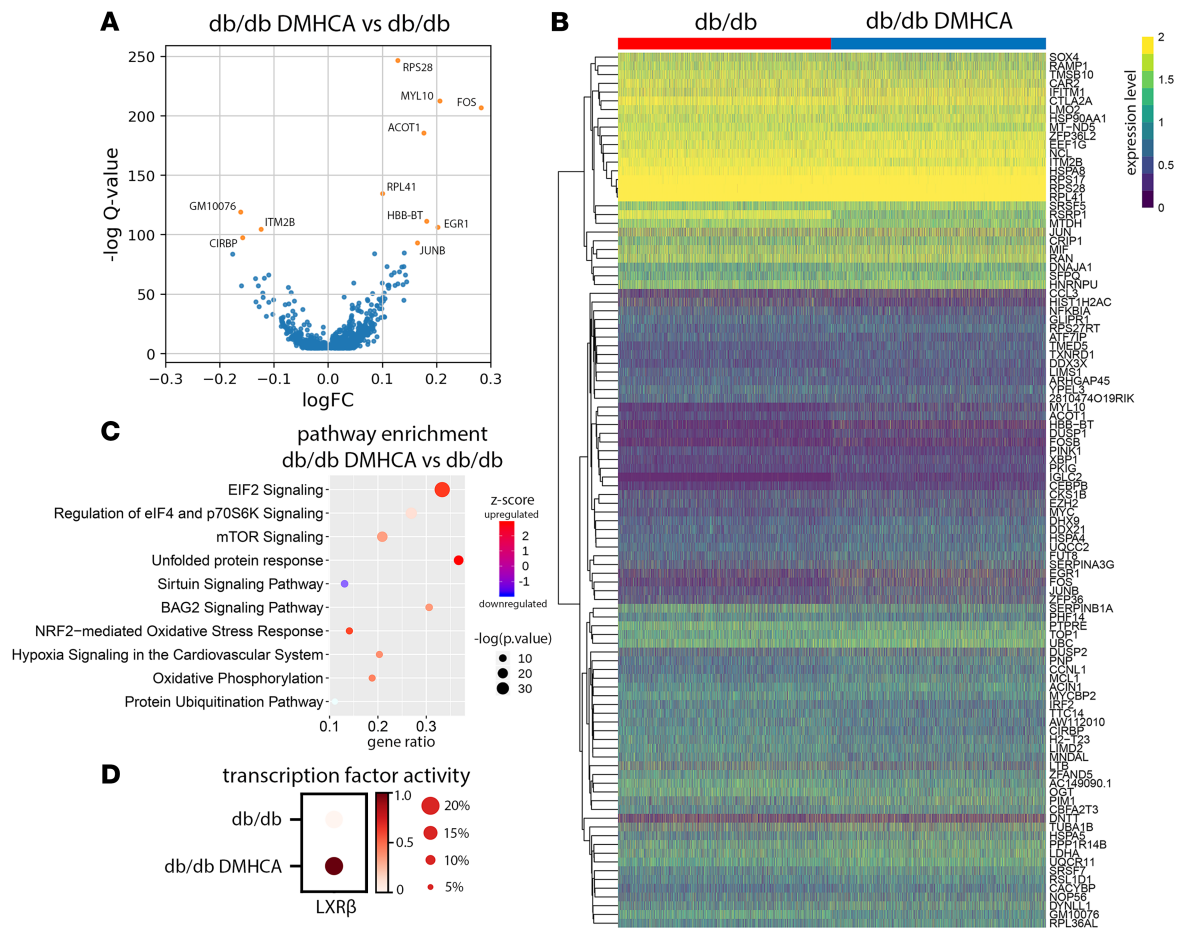 A
db/db DMHCA vs db/db
250
200
150
100
50
0
-log Q-value
RPS28
MYL10
FOS
ACOT1
RPL41
GM10076
ITM2B
CIRBP
HBB-BT
EGR1
JUNB
−0.3
−0.2
−0.1
0.0
0.1
0.2
0.3
logFC
B
db/db
db/db DMHCA
SOX4
RAMP1
TMSB10
CAR2
IFITM1
CTLA2A
LMO2
HSP90AA1
MT−ND5
ZFP36L2
EEF1G
NCL
ITM2B
HSPA8
RPS17
RPS28
RPL41
SRSF5
RSRP1
MTDH
JUN
CRIP1
MIF
RAN
DNAJA1
SFPQ
HNRNPU
CCL3
HIST1H2AC
NFKBIA
GLIPR1
RPS27RT
ATF7IP
TMED5
TXNRD1
DDX3X
LIMS1
ARHGAP45
YPEL3
2810474O19RIK
MYL10
ACOT1
HBB−BT
DUSP1
FOSB
PINK1
XBP1
PKIG
IGLC2
CEBPB
CKS1B
EZH2
MYC
DHX9
DDX21
HSPA4
UQCC2
FUT8
SERPINA3G
EGR1
FOS
JUNB
ZFP36
SERPINB1A
PHF14
PTPRE
TOP1
UBC
DUSP2
PNP
CCNL1
MCL1
ACIN1
MYCBP2
IRF2
TTC14
AW112010
CIRBP
H2−T23
LIMD2
MNDAL
LTB
ZFAND5
AC149090.1
OGT
PIM1
CBFA2T3
DNTT
TUBA1B
HSPA5
PPP1R14B
LDHA
UQCR11
SRSF7
RSL1D1
CACYBP
NOP56
DYNLL1
GM10076
RPL36AL
expression level
2
1.5
1
0.5
0
C
pathway enrichment
db/db DMHCA vs db/db
EIF2 Signaling
Regulation of eIF4 and p70S6K Signaling
mTOR Signaling
Unfolded protein response
Sirtuin Signaling Pathway
BAG2 Signaling Pathway
NRF2−mediated Oxidative Stress Response
Hypoxia Signaling in the Cardiovascular System
Oxidative Phosphorylation
Protein Ubiquitination Pathway
0.1
0.2
0.3
gene ratio
z-score
upregulated
2
1
0
-1
downregulated
-log(p.value)
10
20
30
D
transcription factor activity
db/db
db/db DMHCA
LXRβ
1.0
0.5
0
20%
15%
10%
5%